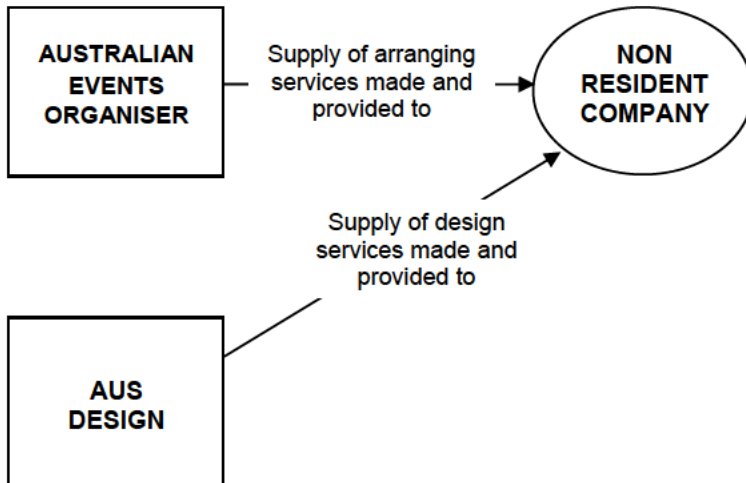 AUSTRALIAN
EVENTS
ORGANISER
Supply of arranging
services made and
provided to
NON
RESIDENT
COMPANY
Supply of design
services made and
provided to
AUS
DESIGN